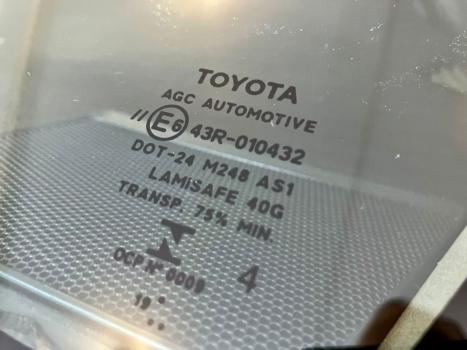 TOYOTA
AGC AUTOMOTIVE
// E6 43R-010432
DOT-24 M248 AS1
LAMISAFE 40G
TRANSP. 75% MIN.
OCP Nº 0009
4
19